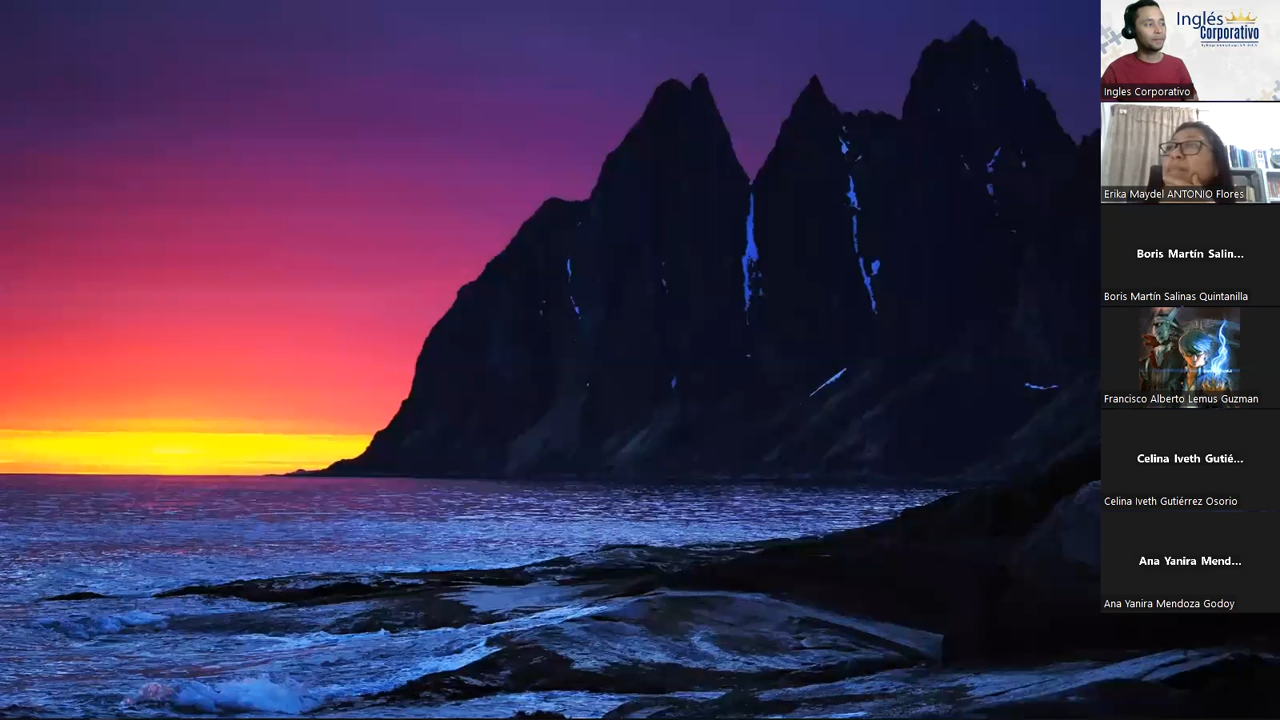 Inglés
Corporativo
Ingles Corporativo
Erika Maydel ANTONIO Flores
Boris Martín Salin...
Boris Martín Salinas Quintanilla
Francisco Alberto Lemus Guzman
Celina Iveth Gutié...
Celina Iveth Gutiérrez Osorio
Ana Yanira Mend...
Ana Yanira Mendoza Godoy